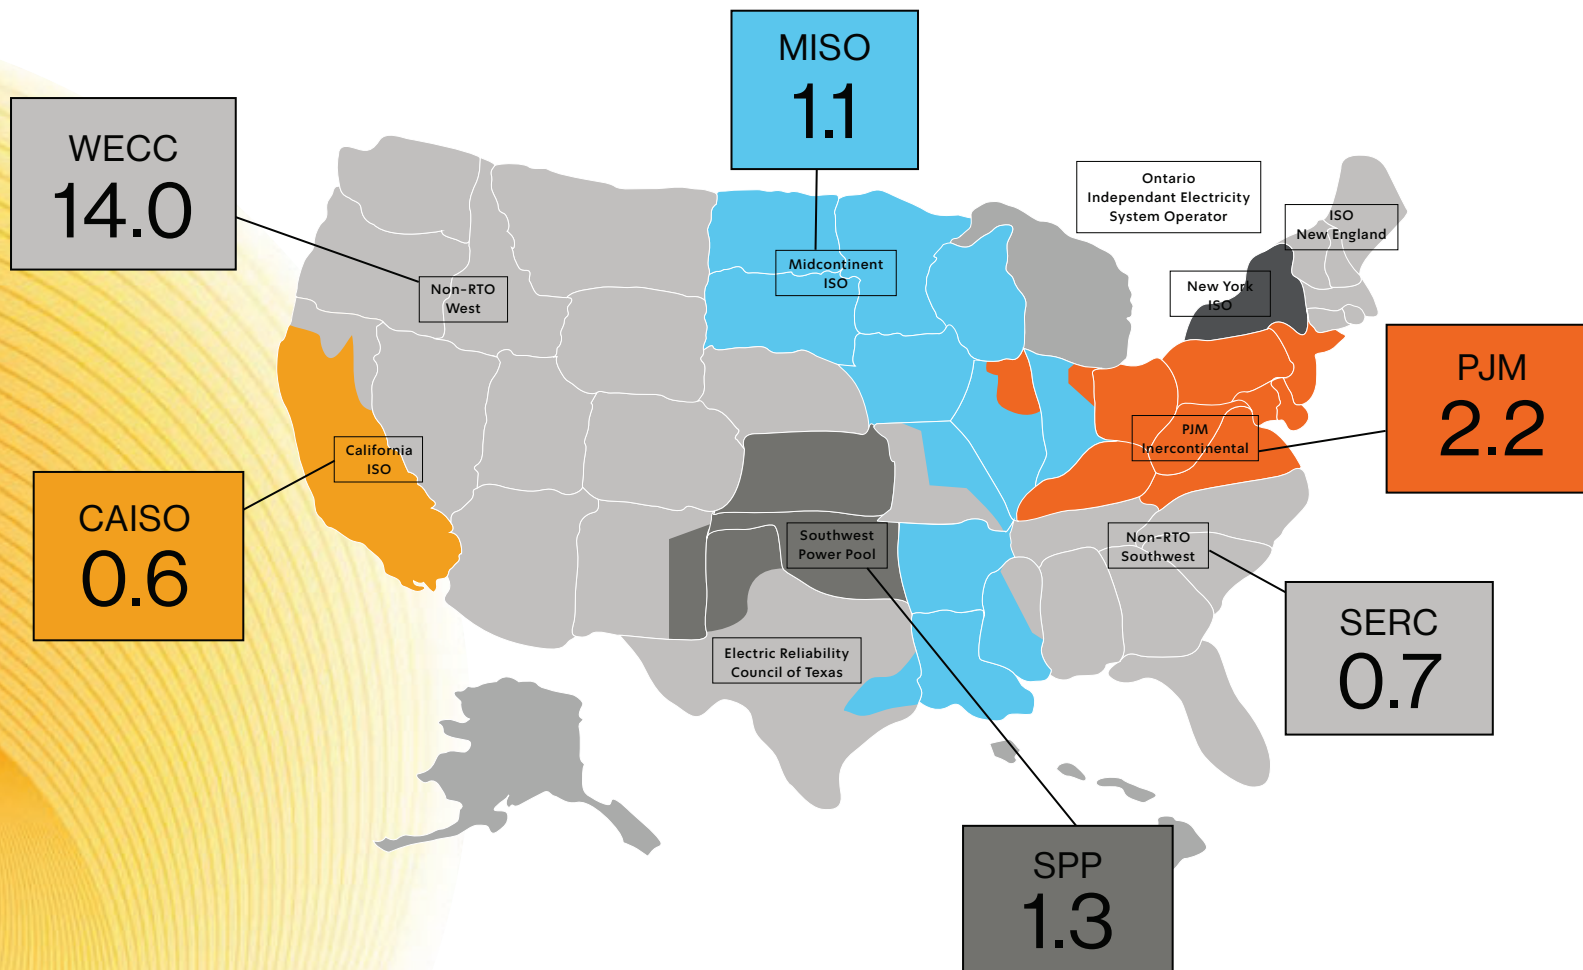 MISO
1.1
WECC
14.0
Ontario
Independant Electricity
System Operator
ISO
New England
Midcontinent
ISO
New York
ISO
Non-RTO
West
PJM
2.2
PJM
Inercontinental
California
ISO
CAISO
0.6
Southwest
Power Pool
Non-RTO
Southwest
SERC
0.7
Electric Reliability
Council of Texas
SPP
1.3